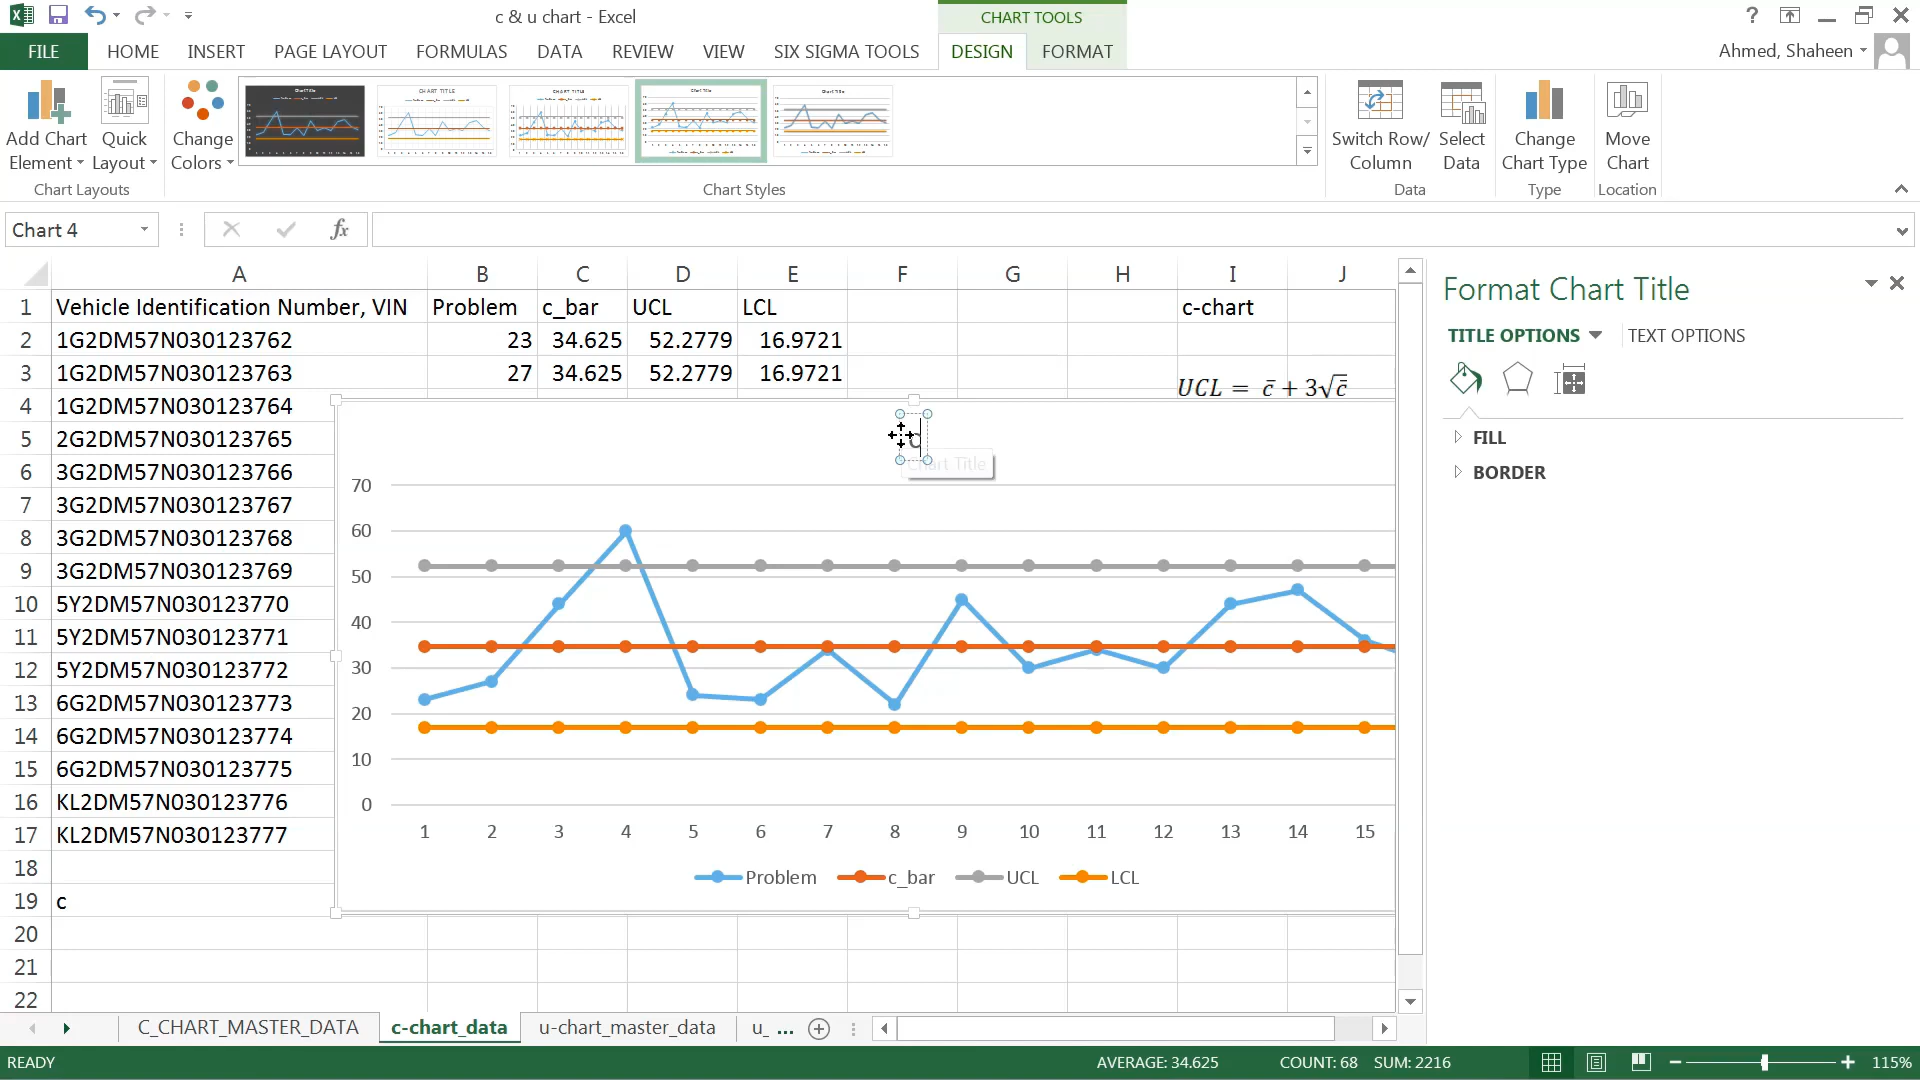 c & u chart - Excel
CHART TOOLS
?
FILE HOME INSERT PAGE LAYOUT FORMULAS DATA REVIEW VIEW SIX SIGMA TOOLS DESIGN FORMAT
Ahmed, Shaheen
Add Chart Element
Quick Layout
Change Colors
Switch Row/ Column
Select Data
Change Chart Type
Move Chart
Chart Layouts
Chart Styles
Data
Type
Location
Chart 4
fx
A B C D E F G H I J
1 Vehicle Identification Number, VIN Problem c_bar UCL LCL c-chart
2 1G2DM57N030123762 23 34.625 52.2779 16.9721
3 1G2DM57N030123763 27 34.625 52.2779 16.9721
UCL = c̄ + 3√c̄
4 1G2DM57N030123764
5 2G2DM57N030123765
6 3G2DM57N030123766
7 3G2DM57N030123767
8 3G2DM57N030123768
9 3G2DM57N030123769
10 5Y2DM57N030123770
11 5Y2DM57N030123771
12 5Y2DM57N030123772
13 6G2DM57N030123773
14 6G2DM57N030123774
15 6G2DM57N030123775
16 KL2DM57N030123776
17 KL2DM57N030123777
18
19 c
20
21
22
c
Chart Title
70
60
50
40
30
20
10
0
1 2 3 4 5 6 7 8 9 10 11 12 13 14 15
Problem c_bar UCL LCL
Format Chart Title
TITLE OPTIONS TEXT OPTIONS
FILL
BORDER
C_CHART_MASTER_DATA c-chart_data u-chart_master_data u_ ...
READY
AVERAGE: 34.625 COUNT: 68 SUM: 2216
115%